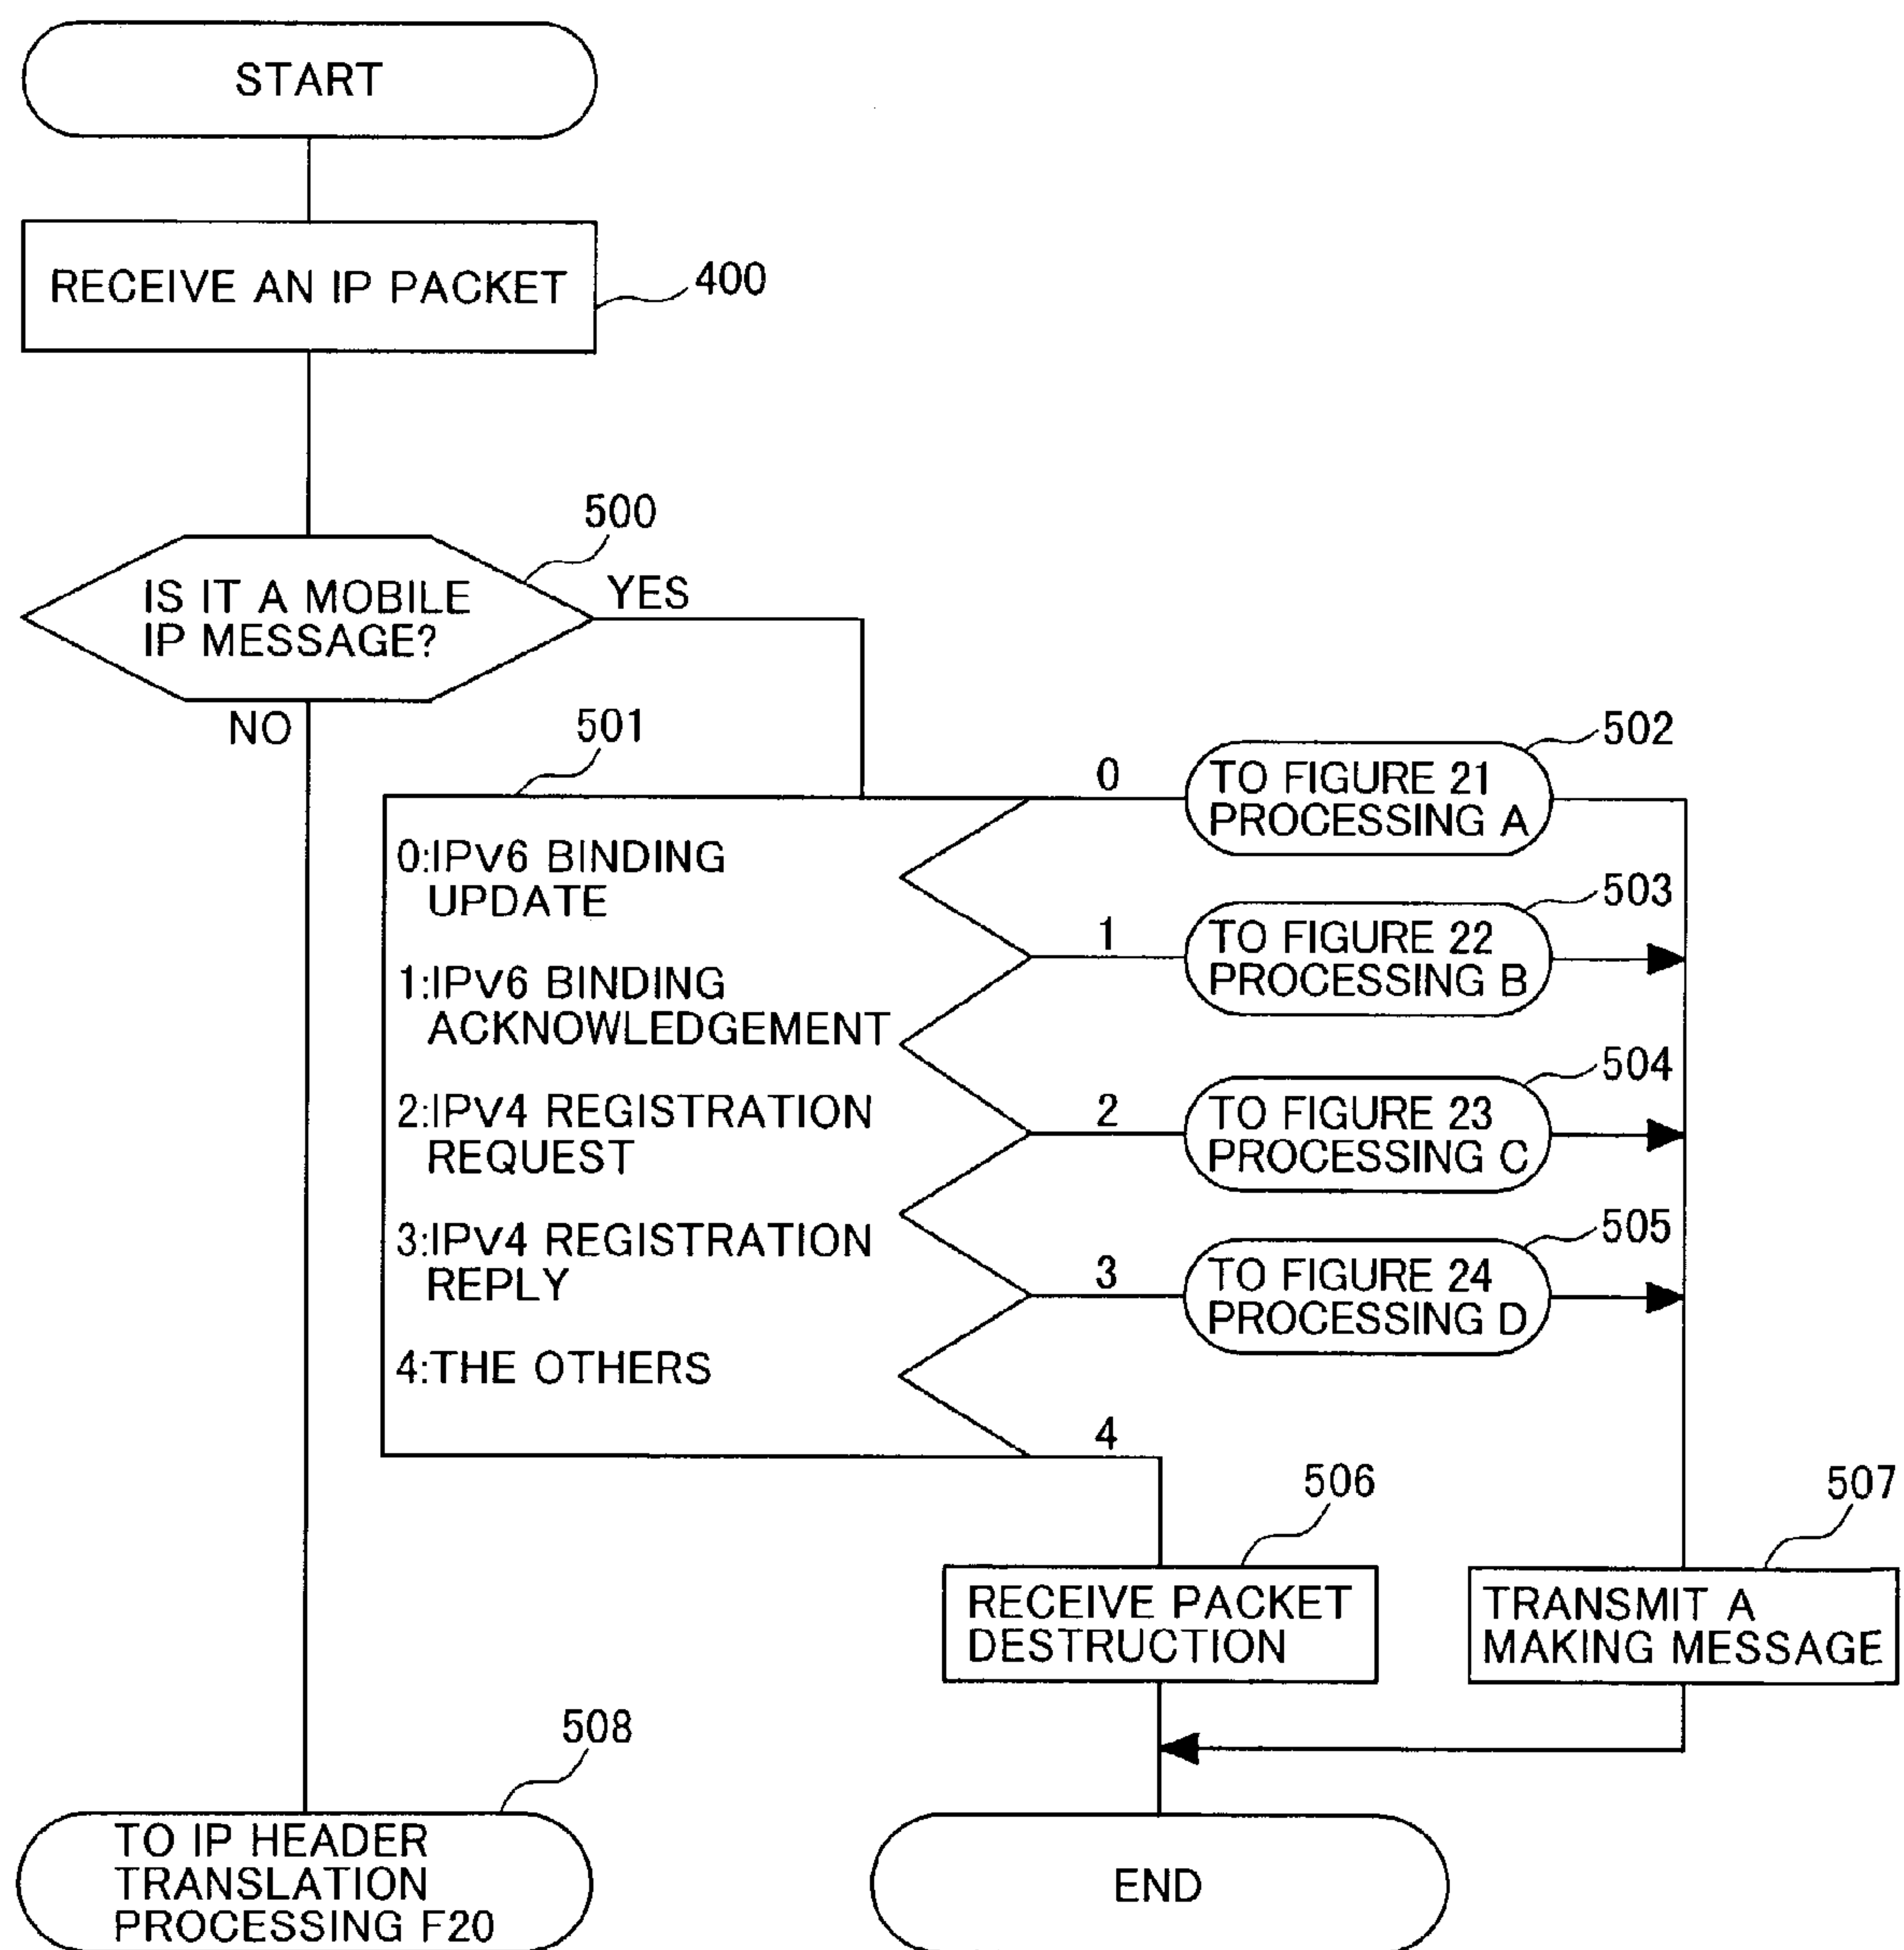 START
RECEIVE AN IP PACKET
400
500
IS IT A MOBILE
IP MESSAGE?
YES
NO
501
0:IPV6 BINDING
UPDATE
1:IPV6 BINDING
ACKNOWLEDGEMENT
2:IPV4 REGISTRATION
REQUEST
3:IPV4 REGISTRATION
REPLY
4:THE OTHERS
0
502
TO FIGURE 21
PROCESSING A
1
503
TO FIGURE 22
PROCESSING B
2
504
TO FIGURE 23
PROCESSING C
3
505
TO FIGURE 24
PROCESSING D
4
506
RECEIVE PACKET
DESTRUCTION
507
TRANSMIT A
MAKING MESSAGE
508
TO IP HEADER
TRANSLATION
PROCESSING F20
END